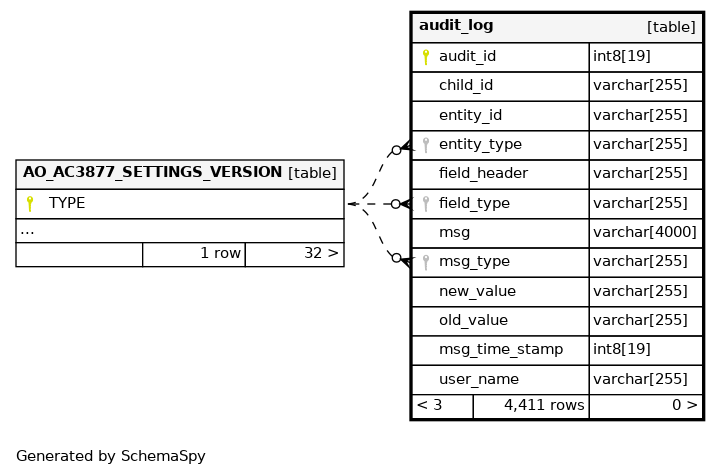 audit_log [table]
audit_id int8[19]
child_id varchar[255]
entity_id varchar[255]
entity_type varchar[255]
field_header varchar[255]
field_type varchar[255]
msg varchar[4000]
msg_type varchar[255]
new_value varchar[255]
old_value varchar[255]
msg_time_stamp int8[19]
user_name varchar[255]
< 3 4,411 rows 0 >
AO_AC3877_SETTINGS_VERSION [table]
TYPE
...
1 row 32 >
Generated by SchemaSpy